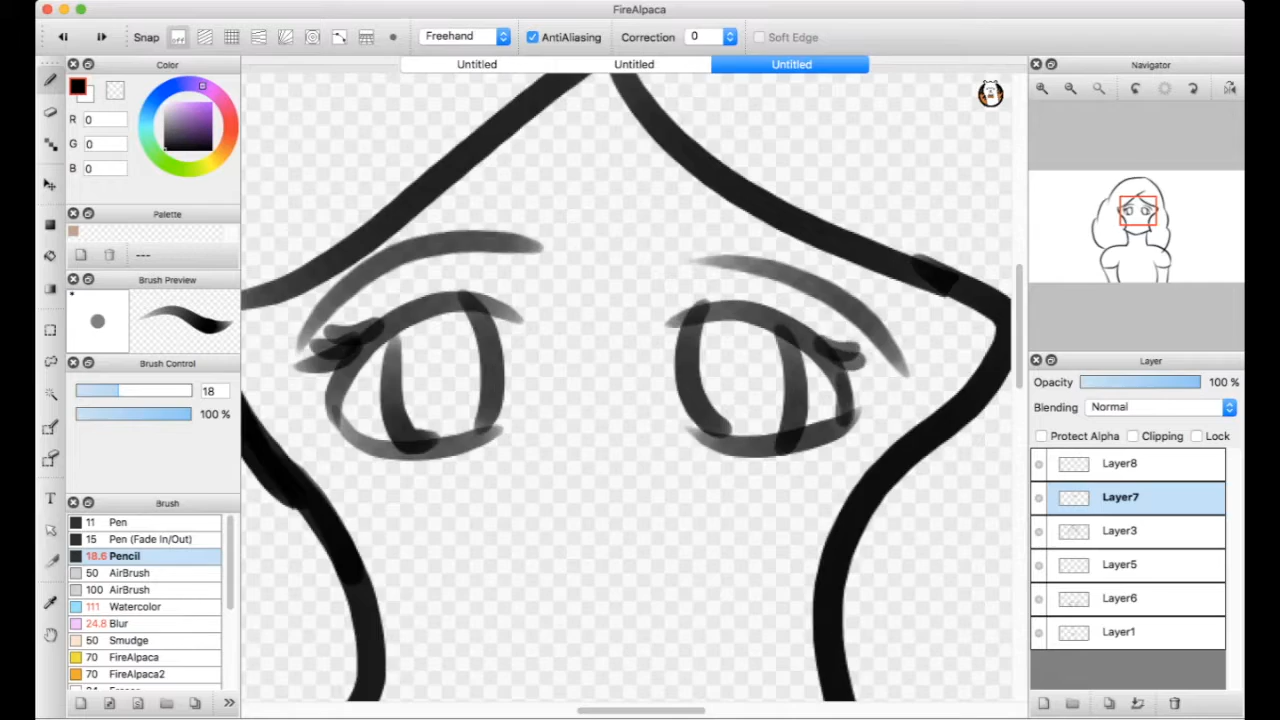 FireAlpaca
Snap off Freehand AntiAliasing Correction 0 Soft Edge
Untitled Untitled Untitled
Color
R 0
G 0
B 0
Palette
---
Brush Preview
Brush Control
18
100 %
Brush
11 Pen
15 Pen (Fade In/Out)
18.6 Pencil
50 AirBrush
100 AirBrush
111 Watercolor
24.8 Blur
50 Smudge
70 FireAlpaca
70 FireAlpaca2
Navigator
Layer
Opacity 100 %
Blending Normal
Protect Alpha Clipping Lock
Layer8
Layer7
Layer3
Layer5
Layer6
Layer1